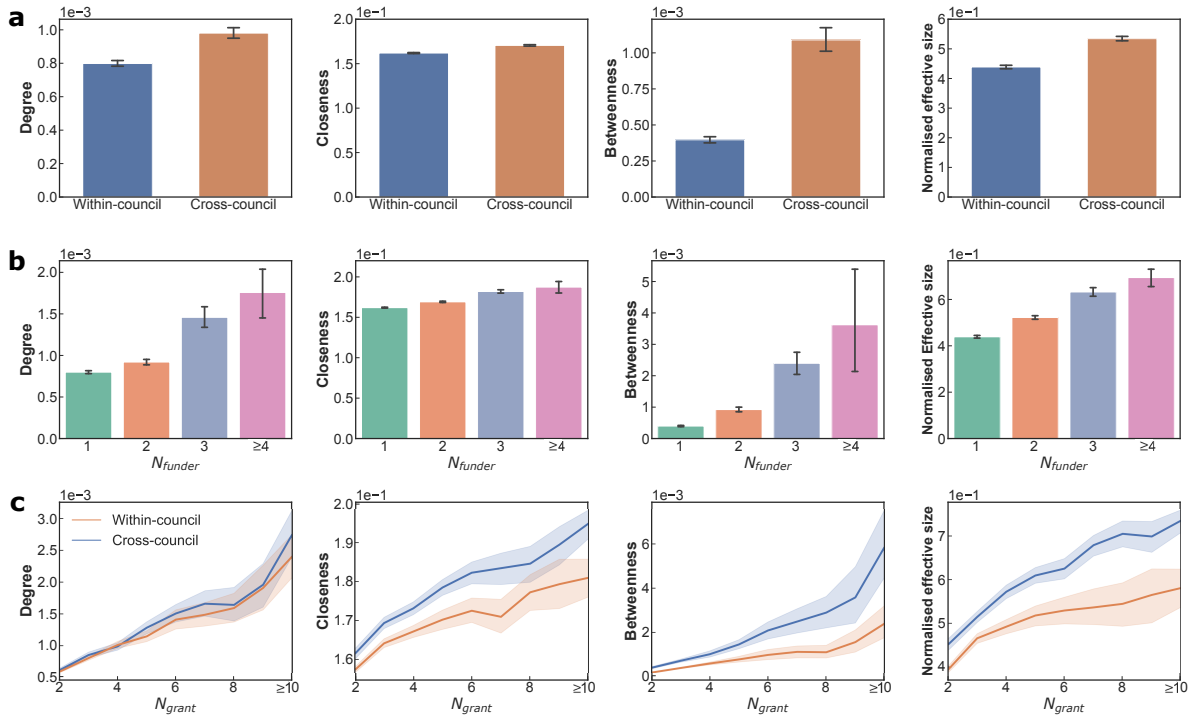 a
1e−3
Degree
1.0
0.8
0.6
0.4
0.2
0.0
Within-council Cross-council
1e−1
Closeness
2.0
1.5
1.0
0.5
0.0
Within-council Cross-council
1e−3
Betweenness
1.00
0.75
0.50
0.25
0.00
Within-council Cross-council
1e−1
Normalised effective size
6
5
4
3
2
1
0
Within-council Cross-council
b
1e−3
Degree
2.0
1.5
1.0
0.5
0.0
1 2 3 ≥4
N_funder
1e−1
Closeness
2.0
1.5
1.0
0.5
0.0
1 2 3 ≥4
N_funder
1e−3
Betweenness
5
4
3
2
1
0
1 2 3 ≥4
N_funder
1e−1
Normalised Effective size
6
4
2
0
1 2 3 ≥4
N_funder
c
1e−3
Degree
3.0
2.5
2.0
1.5
1.0
0.5
Within-council
Cross-council
2 4 6 8 ≥10
N_grant
1e−1
Closeness
2.0
1.9
1.8
1.7
1.6
2 4 6 8 ≥10
N_grant
1e−3
Betweenness
6
4
2
0
2 4 6 8 ≥10
N_grant
1e−1
Normalised effective size
7
6
5
4
2 4 6 8 ≥10
N_grant